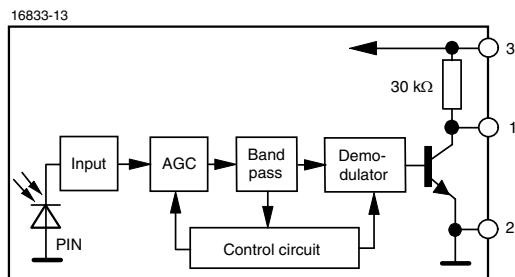 16833-13
3
30 kΩ
1
Input
AGC
Band
pass
Demo-
dulator
2
PIN
Control circuit